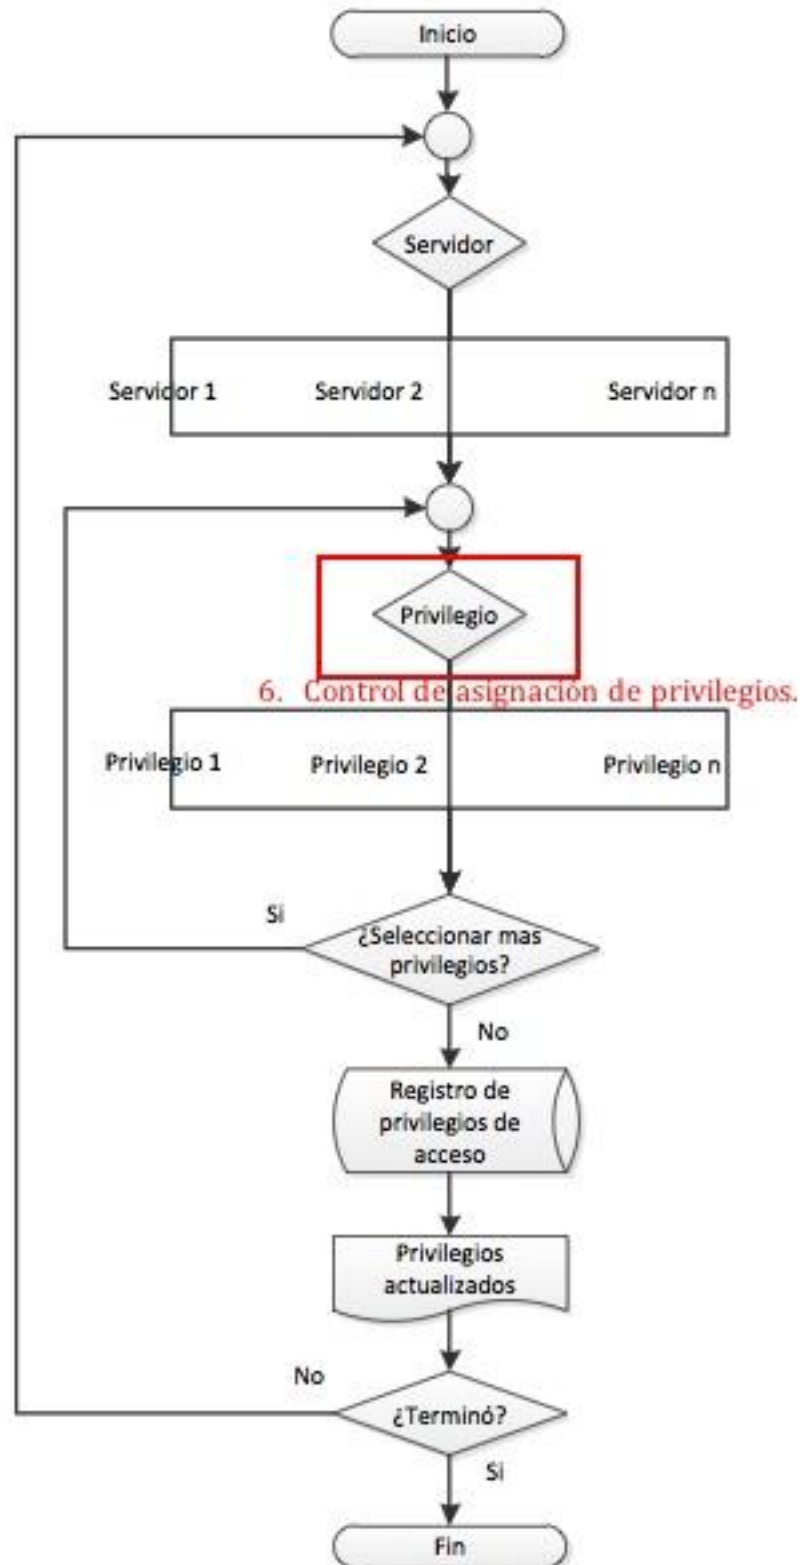 Inicio
Servidor
Servidor 1
Servidor 2
Servidor n
Privilegio
6. Control de asignación de privilegios.
Privilegio 1
Privilegio 2
Privilegio n
Si
¿Seleccionar mas
privilegios?
No
Registro de
privilegios de
acceso
Privilegios
actualizados
No
¿Terminó?
Si
Fin